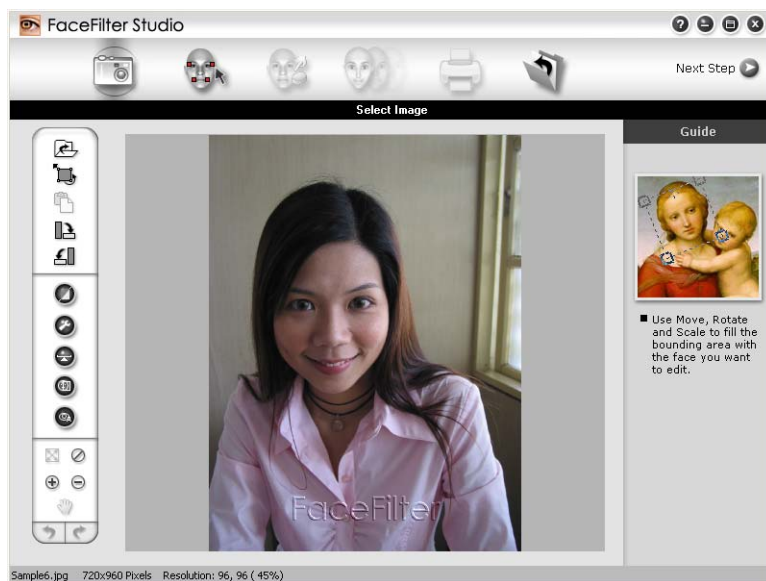 FaceFilter Studio
?
Next Step
Select Image
Guide
Use Move, Rotate
and Scale to fill the
bounding area with
the face you want
to edit.
FaceFilter
Sample6.jpg 720x960 Pixels Resolution: 96, 96 ( 45%)